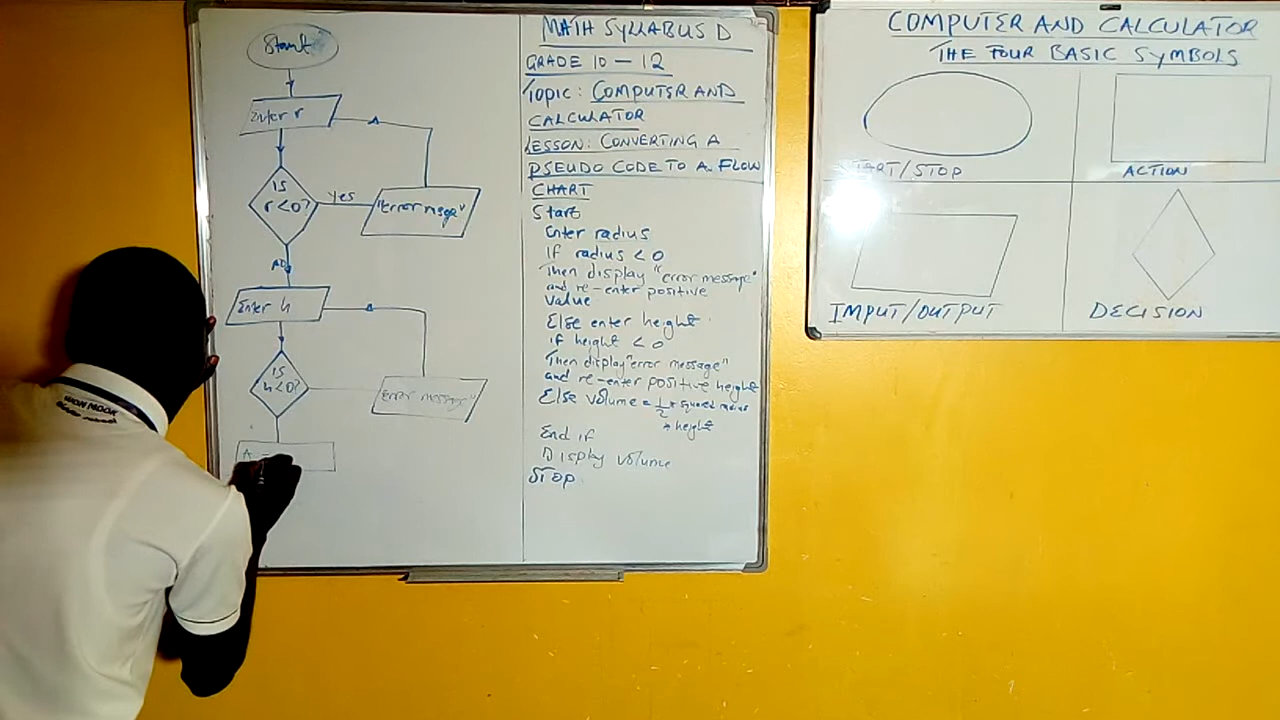 Start
Enter r
IS
r<0?
Yes
"Error msge"
NO
Enter h
IS
h<0?
"Error message"
A =
MATH SYLLABUS D
GRADE 10 - 12
TOPIC: COMPUTER AND
CALCULATOR
LESSON: CONVERTING A
PSEUDO CODE TO A FLOW
CHART
Start
Enter radius
If radius < 0
Then display "error message"
and re-enter positive
Value
Else enter height
if height < 0
Then display "error message"
and re-enter positive height
Else Volume = 1/2 * squared radius
* height
End if
Display volume
STOP
COMPUTER AND CALCULATOR
THE FOUR BASIC SYMBOLS
START/STOP
ACTION
IMPUT/OUTPUT
DECISION